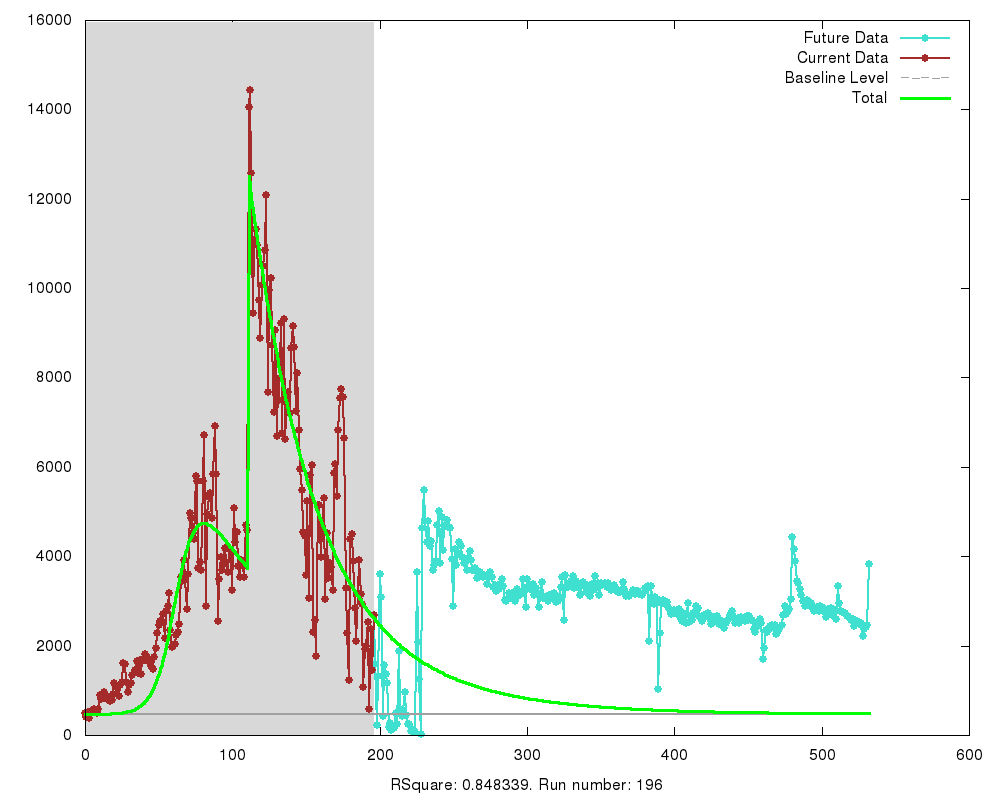 16000
14000
12000
10000
8000
6000
4000
2000
0
Future Data
Current Data
Baseline Level
Total
0 100 200 300 400 500 600
RSquare: 0.848339. Run number: 196